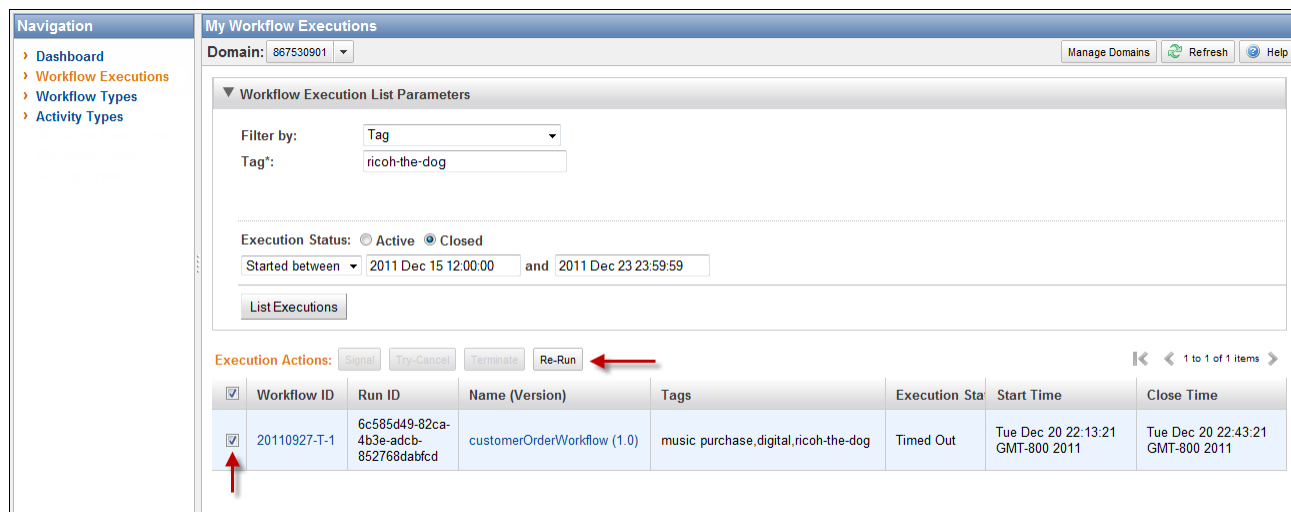 Navigation
Dashboard
Workflow Executions
Workflow Types
Activity Types
My Workflow Executions
Domain: 867530901
Manage Domains Refresh Help
Workflow Execution List Parameters
Filter by: Tag
Tag*: ricoh-the-dog
Execution Status: Active Closed
Started between 2011 Dec 15 12:00:00 and 2011 Dec 23 23:59:59
List Executions
Execution Actions: Signal Try-Cancel Terminate Re-Run
1 to 1 of 1 items
Workflow ID Run ID Name (Version) Tags Execution Sta Start Time Close Time
20110927-T-1
6c585d49-82ca-
4b3e-adcb-
852768dabfcd
customerOrderWorkflow (1.0)
music purchase,digital,ricoh-the-dog
Timed Out
Tue Dec 20 22:13:21
GMT-800 2011
Tue Dec 20 22:43:21
GMT-800 2011